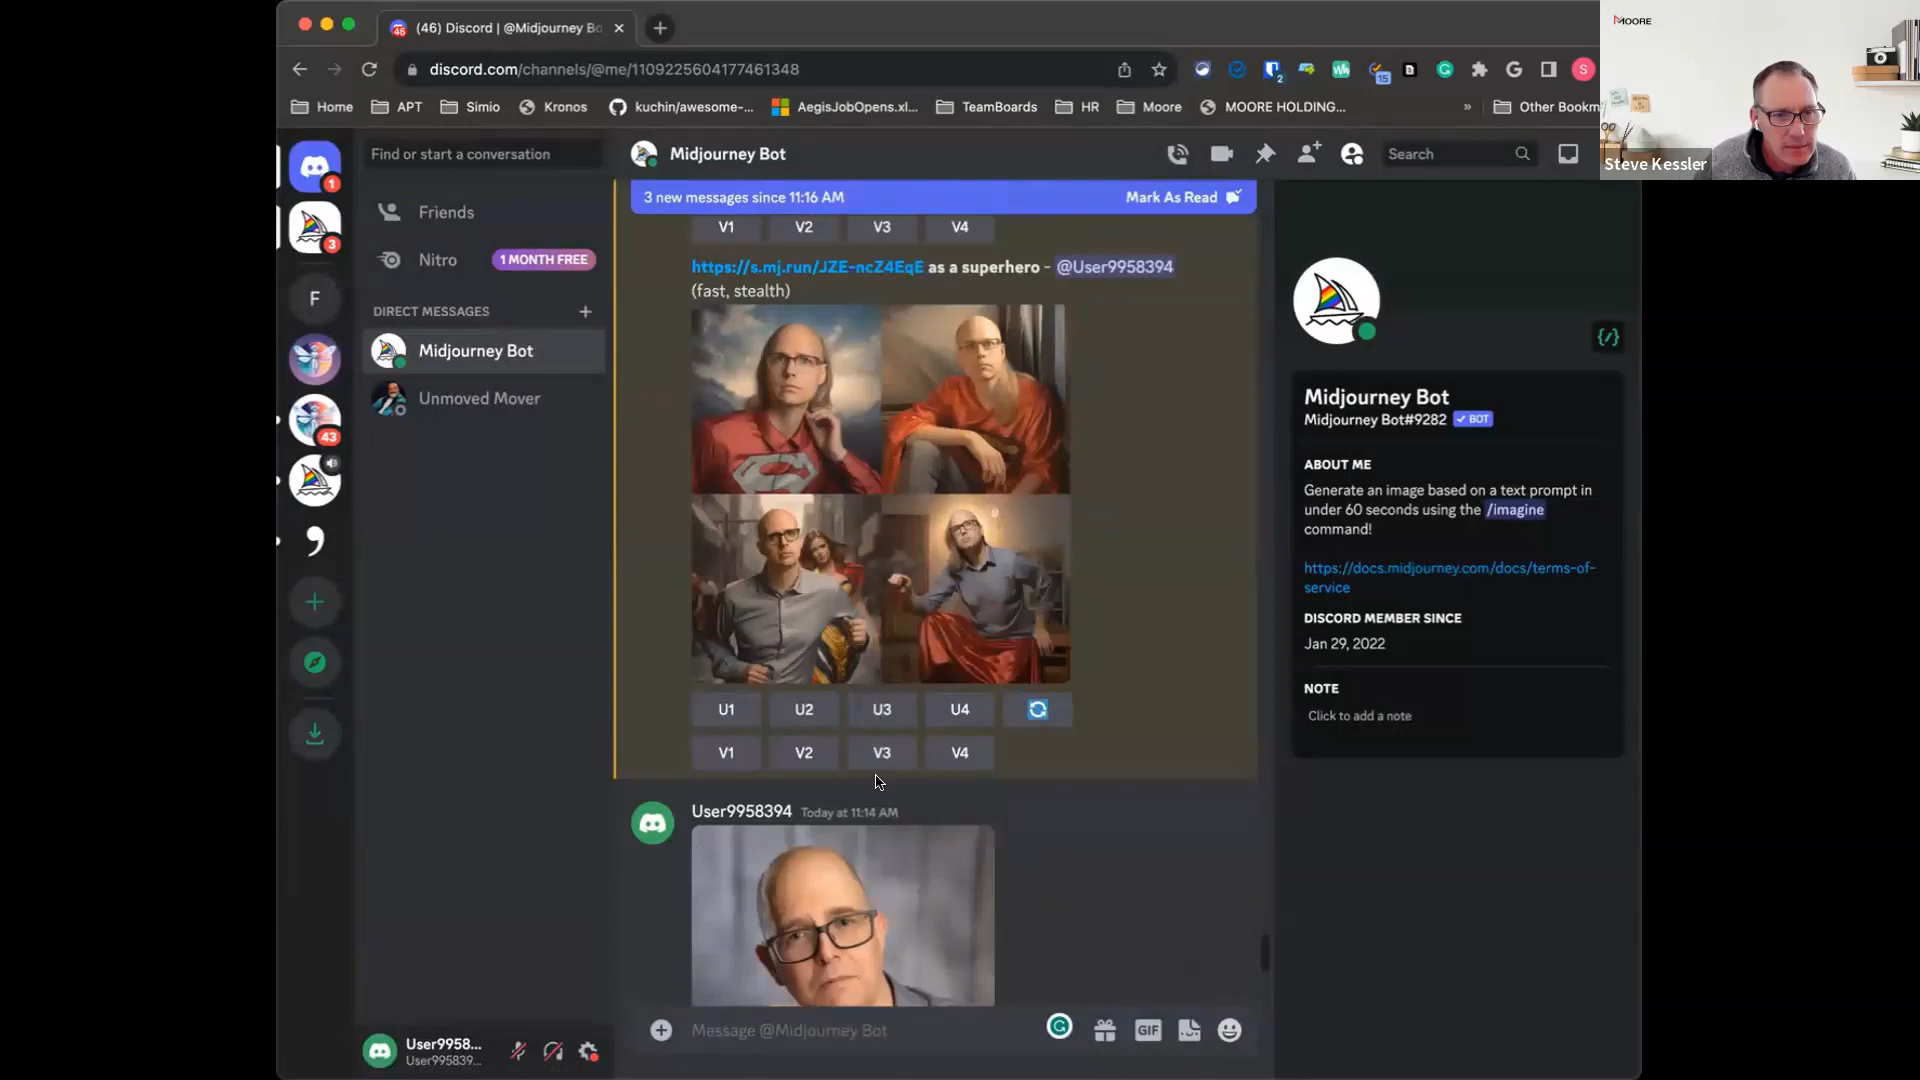 (46) Discord | @Midjourney Bo
46
discord.com/channels/@me/1109225604177461348
2
15
G
S
Home
APT
Simio
Kronos
kuchin/awesome-...
AegisJobOpens.xl...
TeamBoards
HR
Moore
MOORE HOLDING...
»
Other Bookm
MOORE
Steve Kessler
1
3
F
43
Find or start a conversation
Friends
Nitro
1 MONTH FREE
DIRECT MESSAGES
Midjourney Bot
Unmoved Mover
User9958...
User995839...
Midjourney Bot
Search
3 new messages since 11:16 AM
Mark As Read
V1 V2 V3 V4
https://s.mj.run/JZE-ncZ4EqE as a superhero - @User9958394
(fast, stealth)
U1 U2 U3 U4
V1 V2 V3 V4
User9958394 Today at 11:14 AM
Message @Midjourney Bot
GIF
Midjourney Bot
Midjourney Bot#9282 ✓ BOT
ABOUT ME
Generate an image based on a text prompt in
under 60 seconds using the /imagine
command!
https://docs.midjourney.com/docs/terms-of-
service
DISCORD MEMBER SINCE
Jan 29, 2022
NOTE
Click to add a note